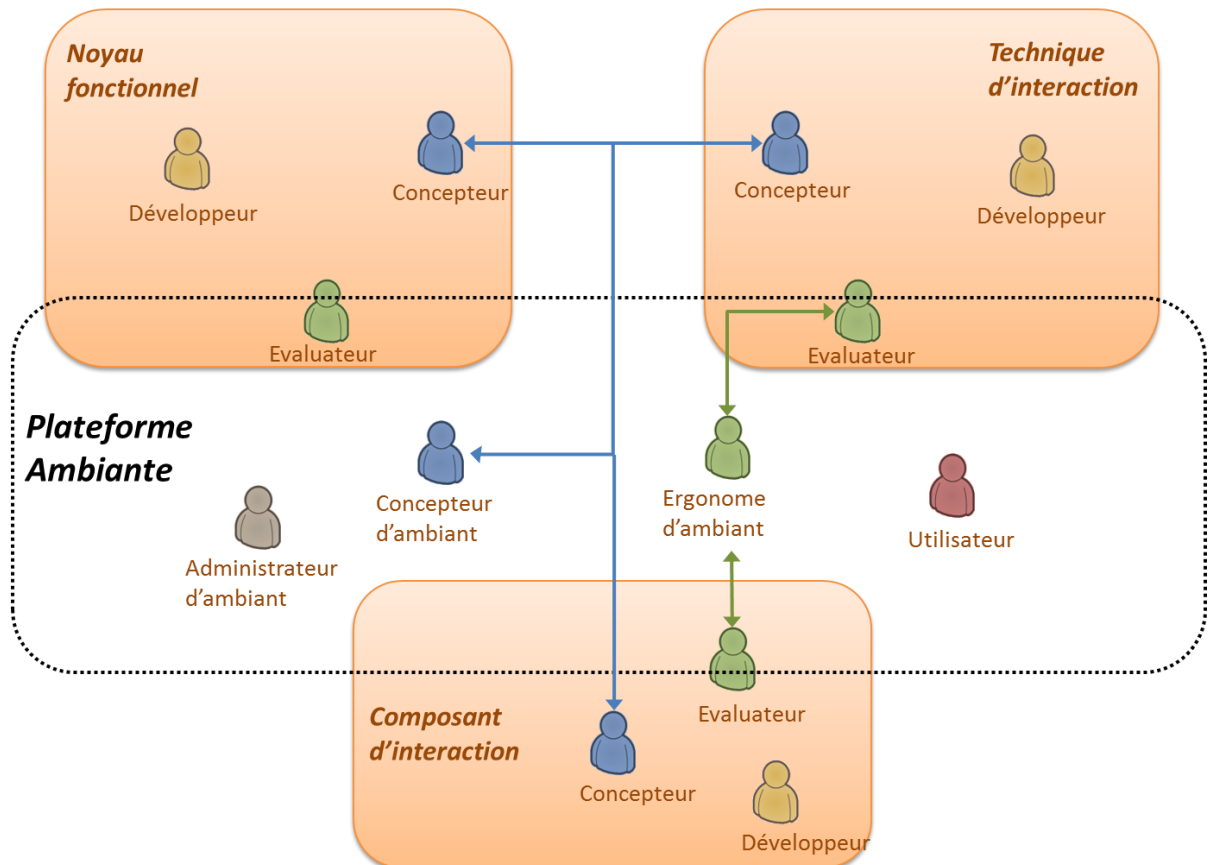 Noyau
fonctionnel
Technique
d'interaction
Concepteur
Concepteur
Développeur
Développeur
Evaluateur
Evaluateur
Plateforme
Ambiante
Concepteur
d'ambiant
Ergonome
d'ambiant
Utilisateur
Administrateur
d'ambiant
Composant
d'interaction
Evaluateur
Concepteur
Développeur